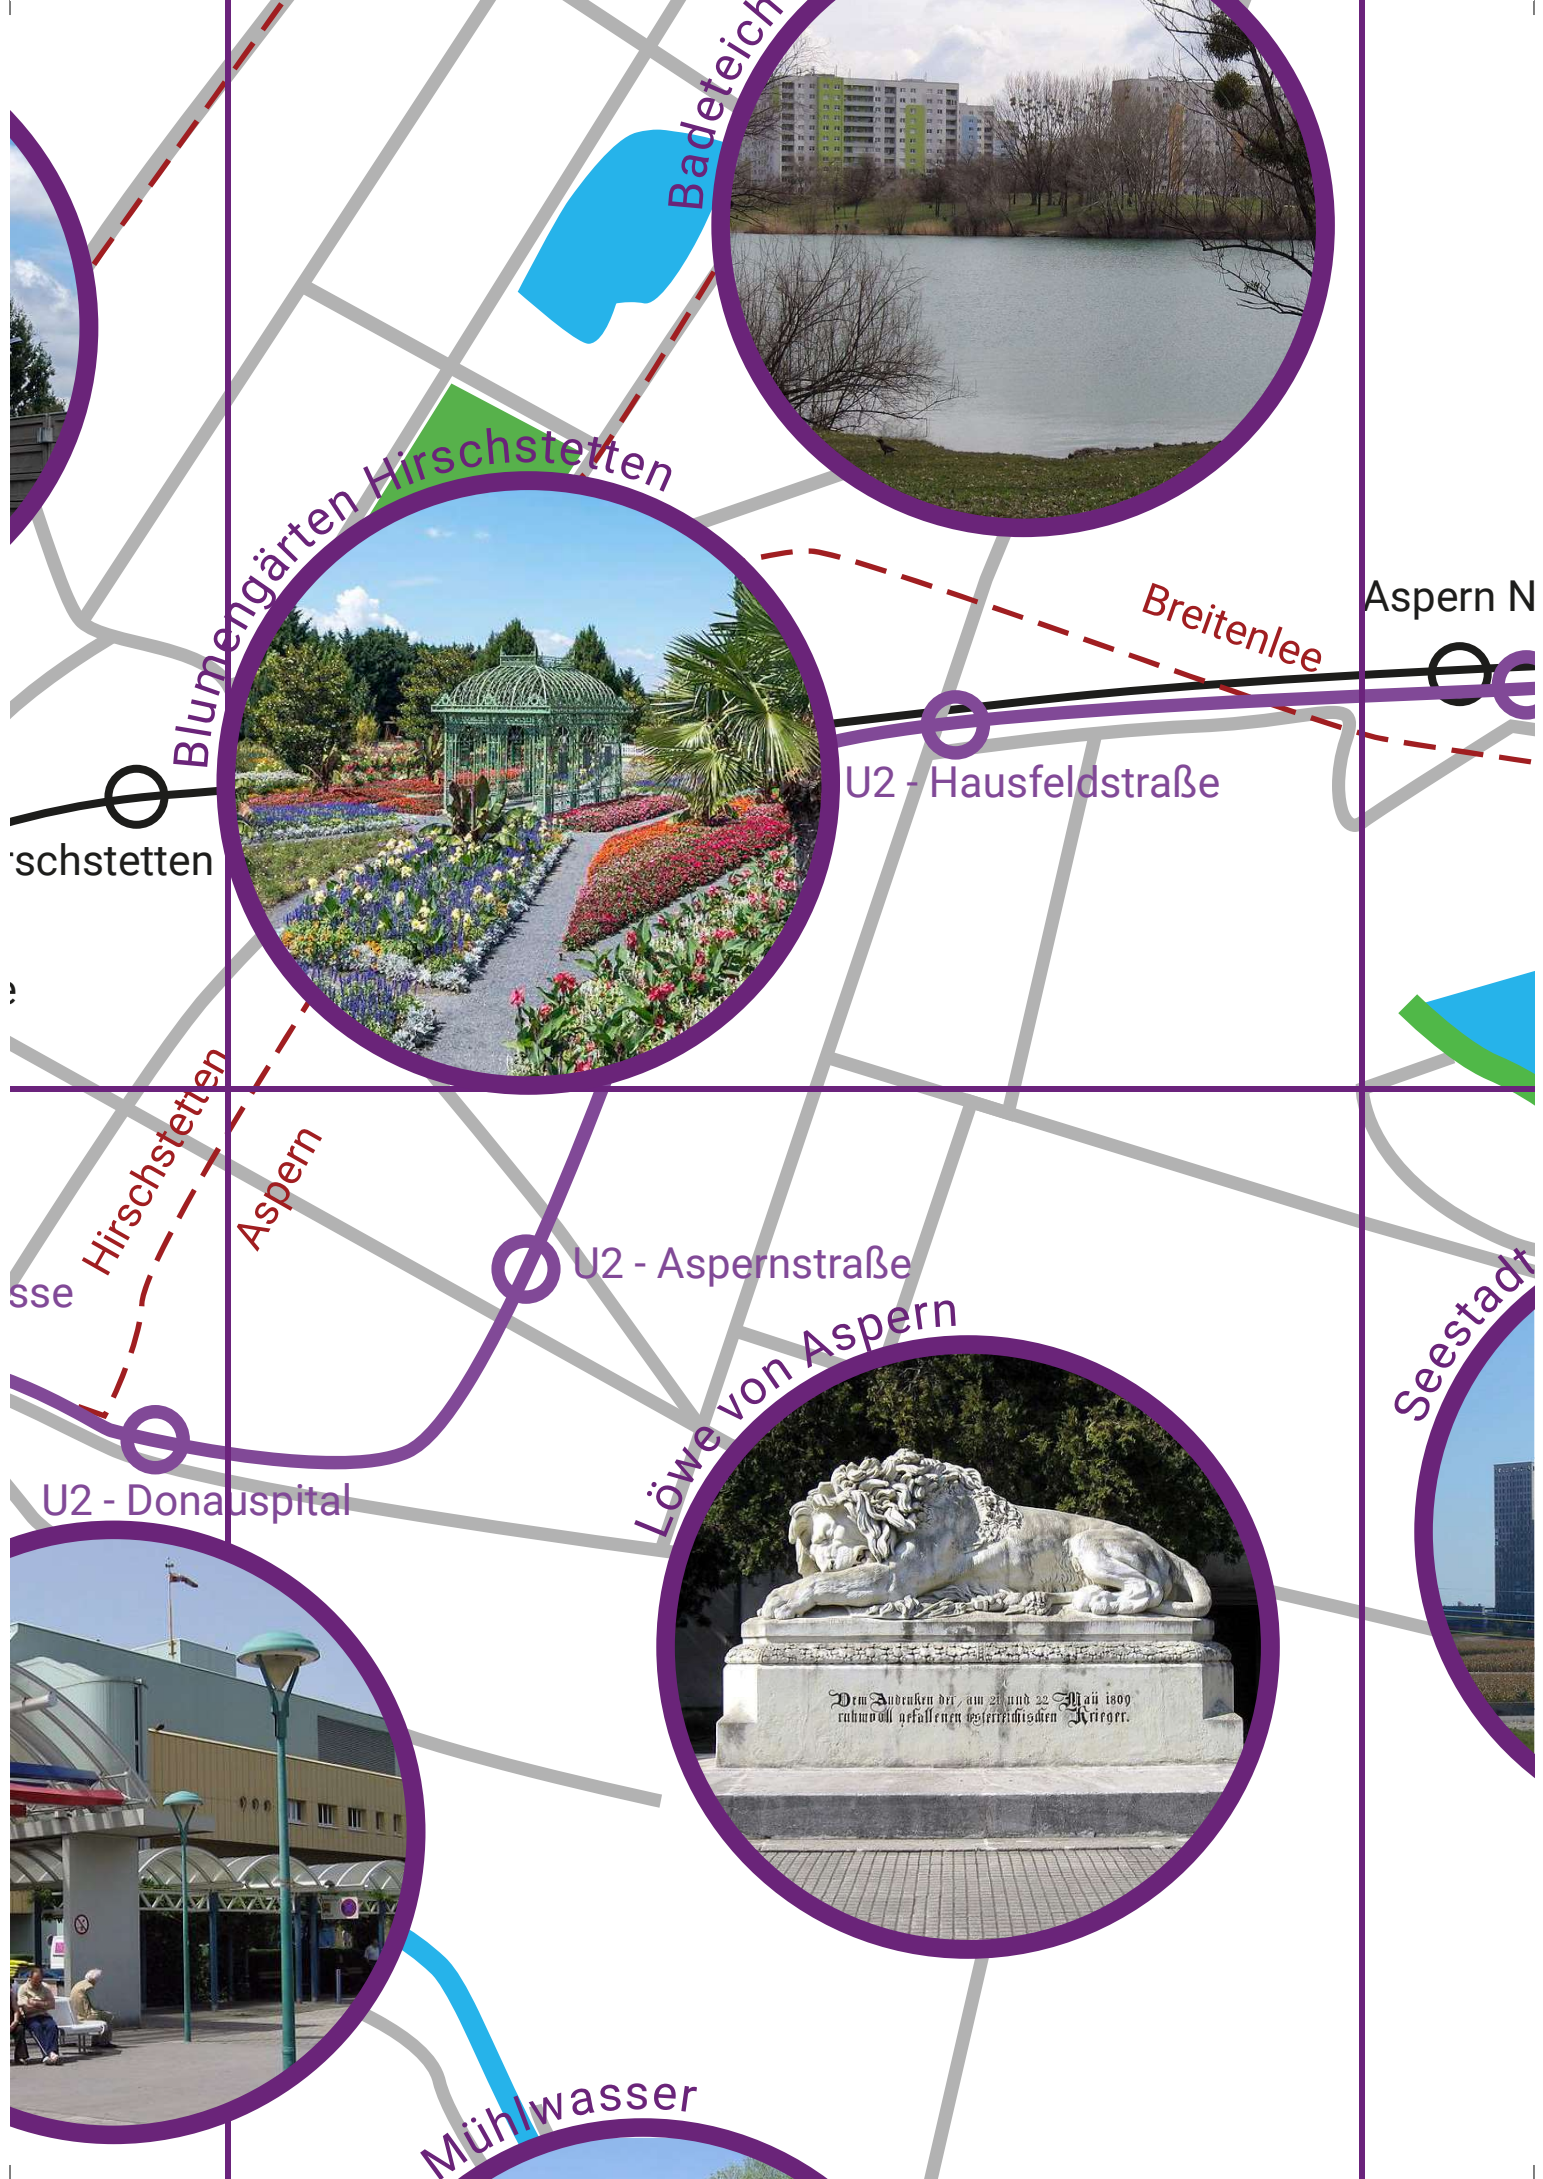 Badeteich
Blumengärten Hirschstetten
Breitenlee
Aspern N
U2 - Hausfeldstraße
rschstetten
e
Hirschstetten
Aspern
U2 - Aspernstraße
sse
Löwe von Aspern
Seestadt
U2 - Donauspital
Dem Andenken der, am 21 und 22 Maÿ 1809
ruhmvoll gefallenen österreichischen Krieger.
Mühlwasser